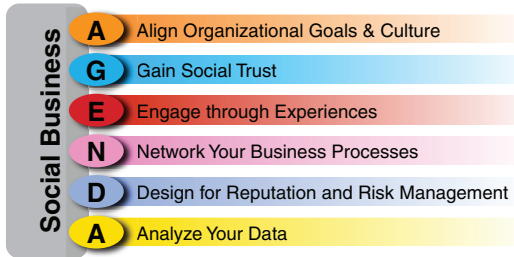 Social Business
A Align Organizational Goals & Culture
G Gain Social Trust
E Engage through Experiences
N Network Your Business Processes
D Design for Reputation and Risk Management
A Analyze Your Data